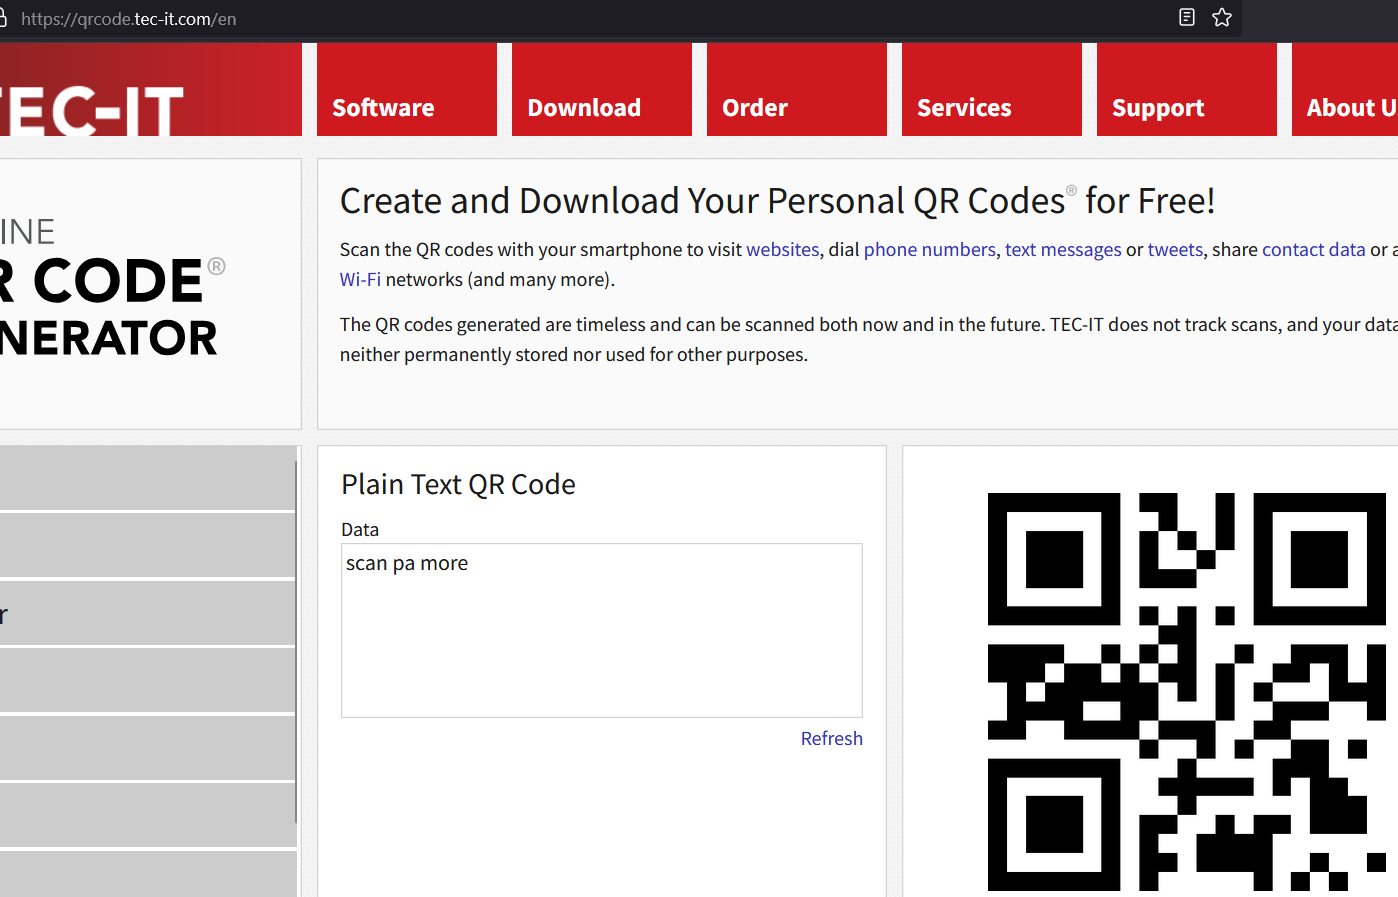 https://qrcode.tec-it.com/en
TEC-IT
Software
Download
Order
Services
Support
About U
INE
R CODE®
NERATOR
Create and Download Your Personal QR Codes® for Free!
Scan the QR codes with your smartphone to visit websites, dial phone numbers, text messages or tweets, share contact data or a
Wi-Fi networks (and many more).
The QR codes generated are timeless and can be scanned both now and in the future. TEC-IT does not track scans, and your data
neither permanently stored nor used for other purposes.
r
Plain Text QR Code
Data
scan pa more
Refresh